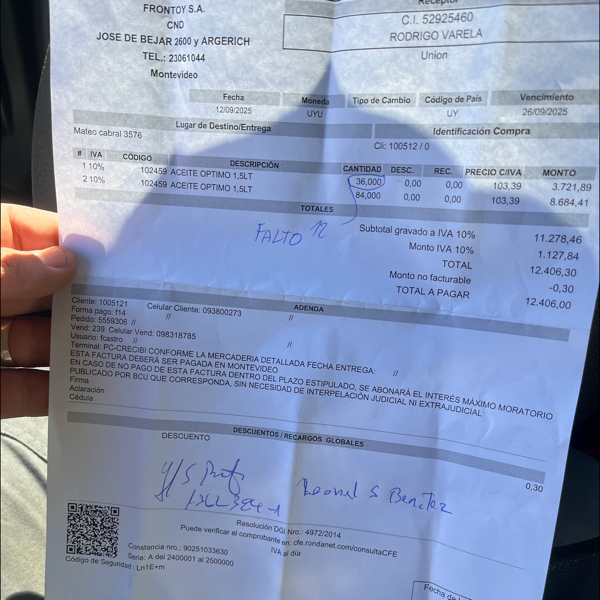 FRONTOY S.A.
CND
JOSE DE BEJAR 2600 y ARGERICH
TEL.: 23061044
Montevideo
Receptor
C.I. 52925460
RODRIGO VARELA
Union
Fecha Moneda Tipo de Cambio Código de País Vencimiento
12/09/2025 UYU UY 26/09/2025
Lugar de Destino/Entrega Identificación Compra
Mateo cabral 3576 Cli: 100512 / 0
# IVA CÓDIGO DESCRIPCIÓN CANTIDAD DESC. REC. PRECIO C/IVA MONTO
1 10% 102459 ACEITE OPTIMO 1,5LT 36,000 0,00 0,00 103,39 3.721,89
2 10% 102459 ACEITE OPTIMO 1,5LT 84,000 0,00 0,00 103,39 8.684,41
TOTALES
FALTO 12
Subtotal gravado a IVA 10% 11.278,46
Monto IVA 10% 1.127,84
TOTAL 12.406,30
Monto no facturable -0,30
TOTAL A PAGAR 12.406,00
ADENDA
Cliente: 1005121 Celular Cliente: 093800273 //
Forma pago: f14 //
Pedido: 5559306 //
Vend: 239 Celular Vend: 098318785
Usuario: fcastro // //
Terminal: PC-CRECIBI CONFORME LA MERCADERIA DETALLADA FECHA ENTREGA: //
ESTA FACTURA DEBERÁ SER PAGADA EN MONTEVIDEO
EN CASO DE NO PAGO DE ESTA FACTURA DENTRO DEL PLAZO ESTIPULADO, SE ABONARÁ EL INTERÉS MÁXIMO MORATORIO
PUBLICADO POR BCU QUE CORRESPONDA, SIN NECESIDAD DE INTERPELACIÓN JUDICIAL NI EXTRAJUDICIAL
Firma
Aclaración
Cédula
DESCUENTOS / RECARGOS GLOBALES
DESCUENTO 0,30
Leonel S Benitez
Resolución DGI Nro.: 4972/2014
Puede verificar el comprobante en: cfe.rondanet.com/consultaCFE
IVA al día
Constancia nro.: 90251033630
Serie: A del 2400001 al 2500000
Código de Seguridad : Ln1E+m
Fecha de